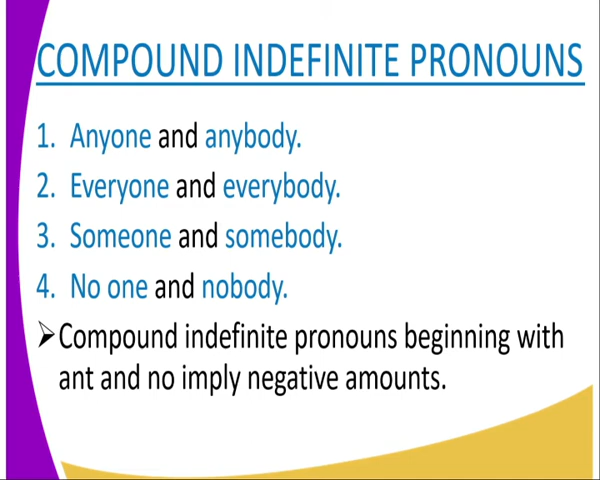 COMPOUND INDEFINITE PRONOUNS
1. Anyone and anybody.
2. Everyone and everybody.
3. Someone and somebody.
4. No one and nobody.
➢Compound indefinite pronouns beginning with
ant and no imply negative amounts.